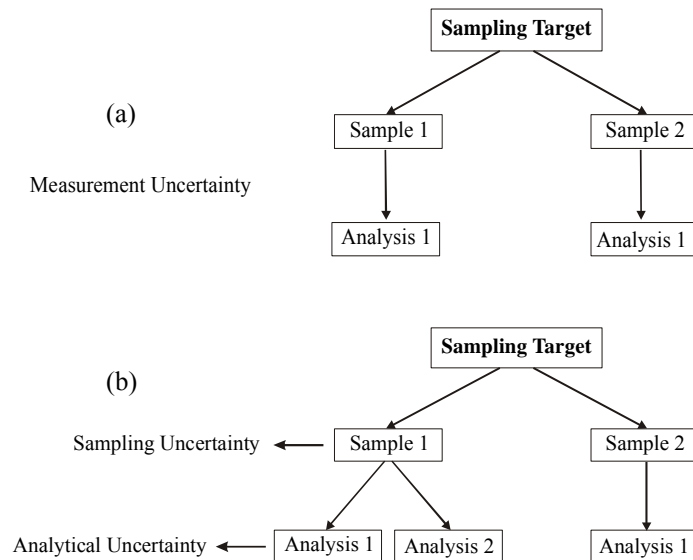 Sampling Target
(a)
Sample 1
Sample 2
Measurement Uncertainty
Analysis 1
Analysis 1
Sampling Target
(b)
Sampling Uncertainty
Sample 1
Sample 2
Analytical Uncertainty
Analysis 1
Analysis 2
Analysis 1